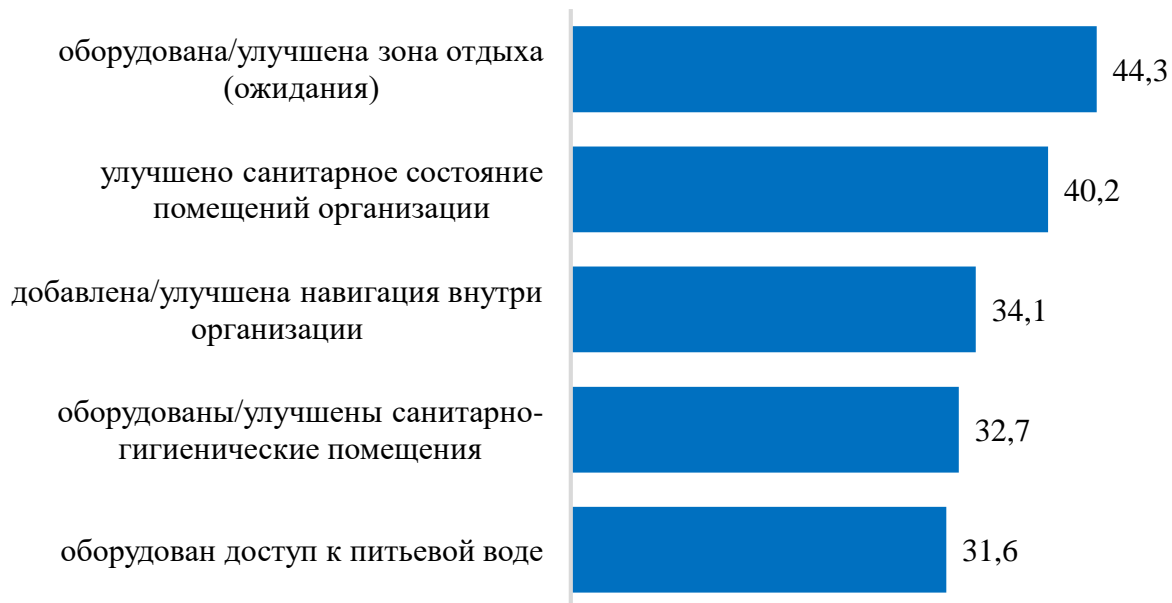 оборудована/улучшена зона отдыха
(ожидания)
44,3
улучшено санитарное состояние
помещений организации
40,2
добавлена/улучшена навигация внутри
организации
34,1
оборудованы/улучшены санитарно-
гигиенические помещения
32,7
оборудован доступ к питьевой воде
31,6